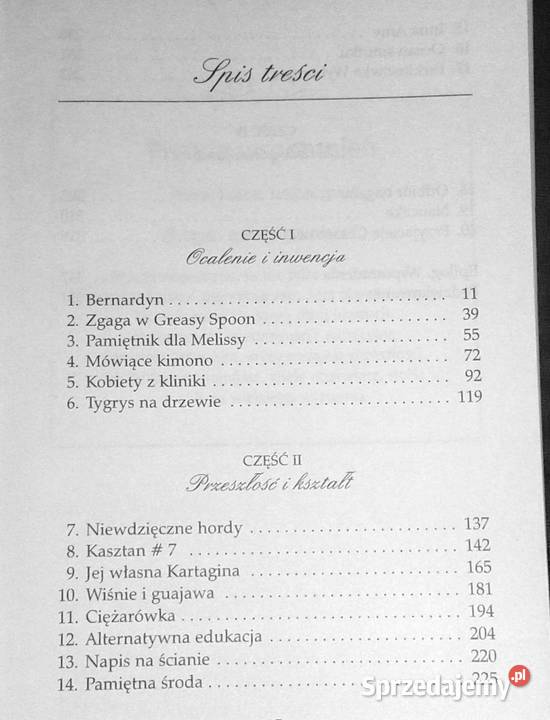 Spis treści
CZĘŚĆ I
Ocalenie i inwencja
1. Bernardyn ................................ 11
2. Zgaga w Greasy Spoon ................................ 39
3. Pamiętnik dla Melissy ................................ 55
4. Mówiące kimono ................................ 72
5. Kobiety z kliniki ................................ 92
6. Tygrys na drzewie ................................ 119
CZĘŚĆ II
Przeszłość i kształt
7. Niewdzięczne hordy ................................ 137
8. Kasztan # 7 ................................ 142
9. Jej własna Kartagina ................................ 165
10. Wiśnie i guajawa ................................ 181
11. Ciężarówka ................................ 194
12. Alternatywna edukacja ................................ 204
13. Napis na ścianie ................................ 220
14. Pamiętna środa ................................ 225
Sprzedajemy.pl